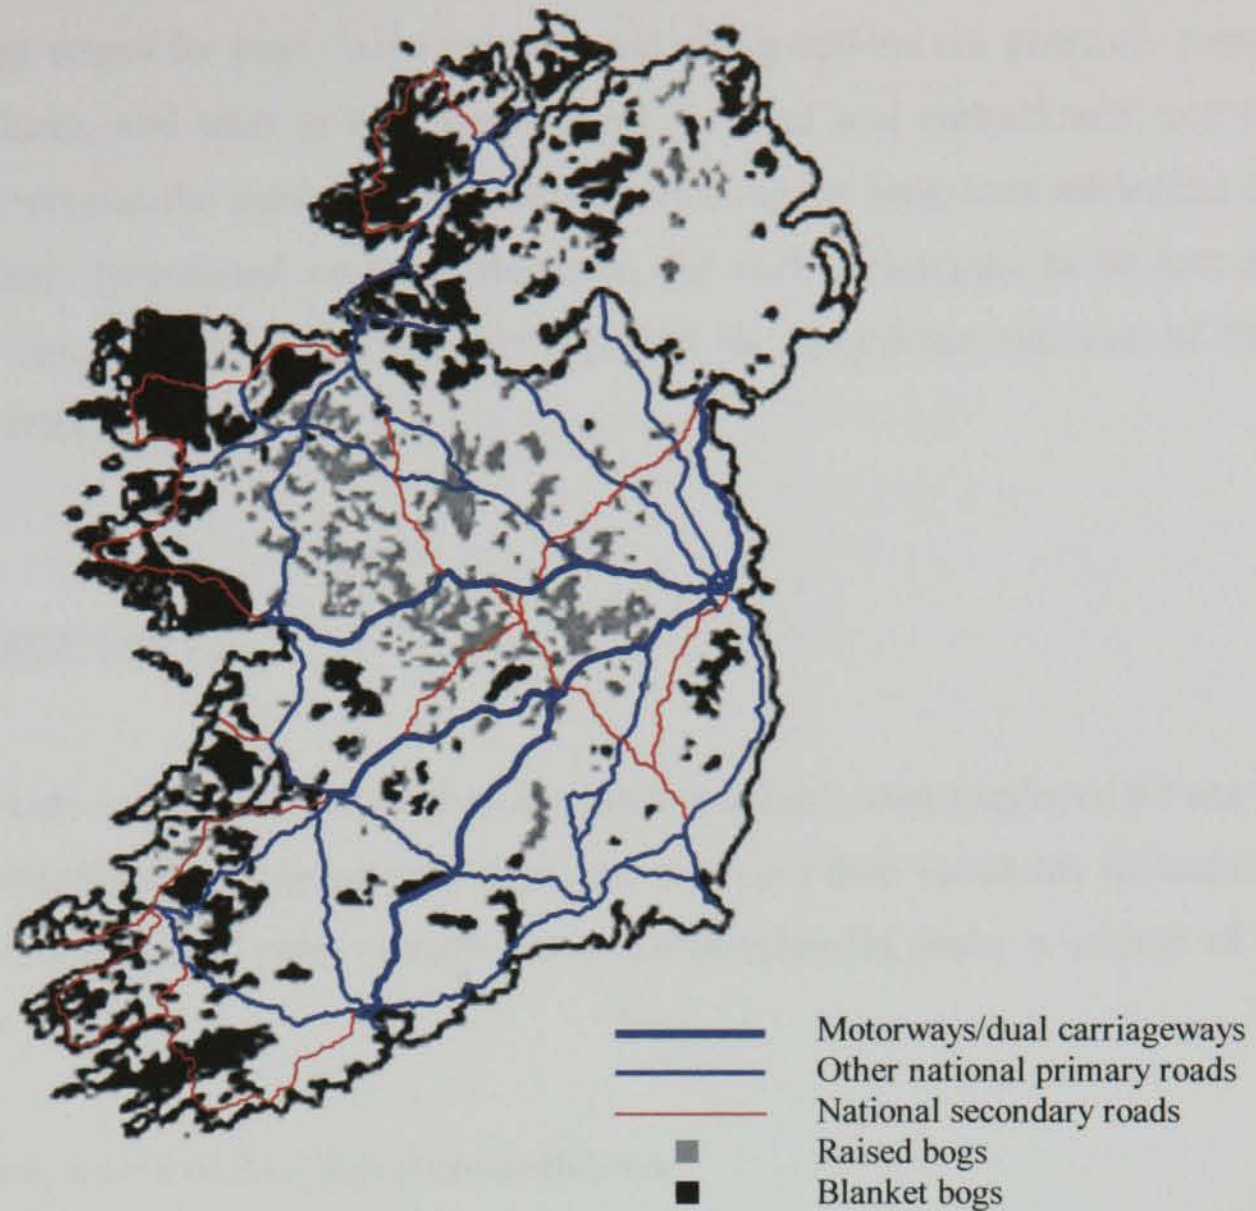 Motorways/dual carriageways
Other national primary roads
National secondary roads
Raised bogs
Blanket bogs